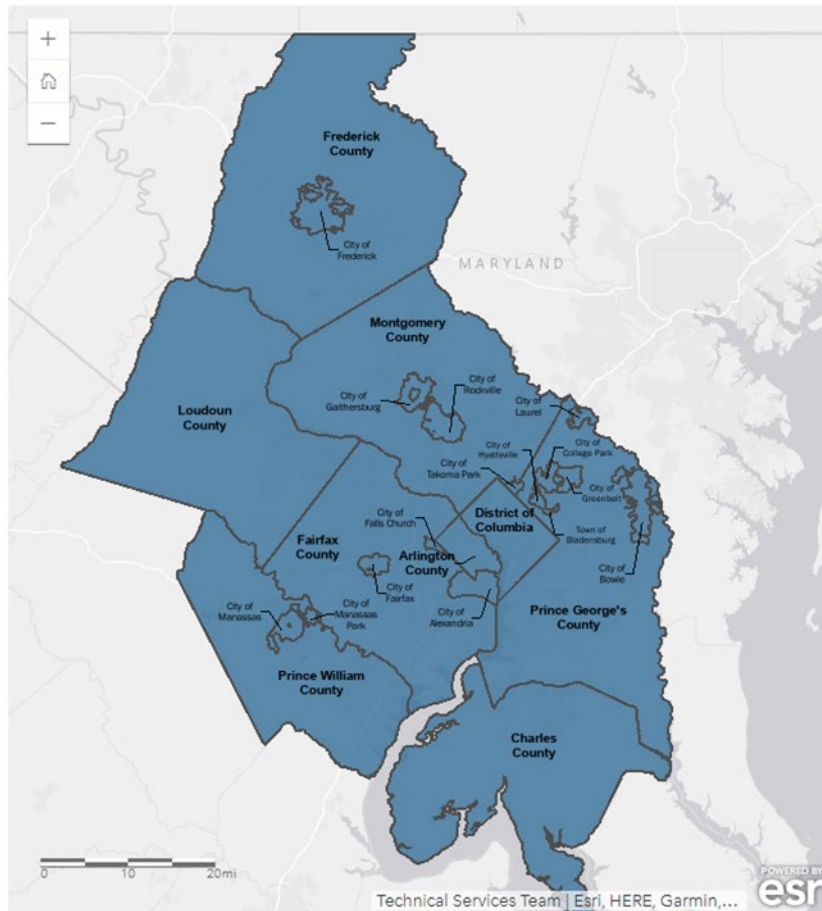 +
−
Frederick
County
City of
Frederick
MARYLAND
Montgomery
County
City of
Rockville
City of
Gaithersburg
City of
Laurel
Loudoun
County
City of
Hyattville
City of
College Park
City of
Takoma Park
City of
Greenbelt
City of
Falls Church
District of
Columbia
Town of
Bladensburg
Fairfax
County
Arlington
County
City of
Bowie
City of
Fairfax
City of
Manassas
City of
Manassas
Park
City of
Alexandria
Prince George's
County
Prince William
County
Charles
County
0 10 20mi
POWERED BY
esri
Technical Services Team | Esri, HERE, Garmin,...